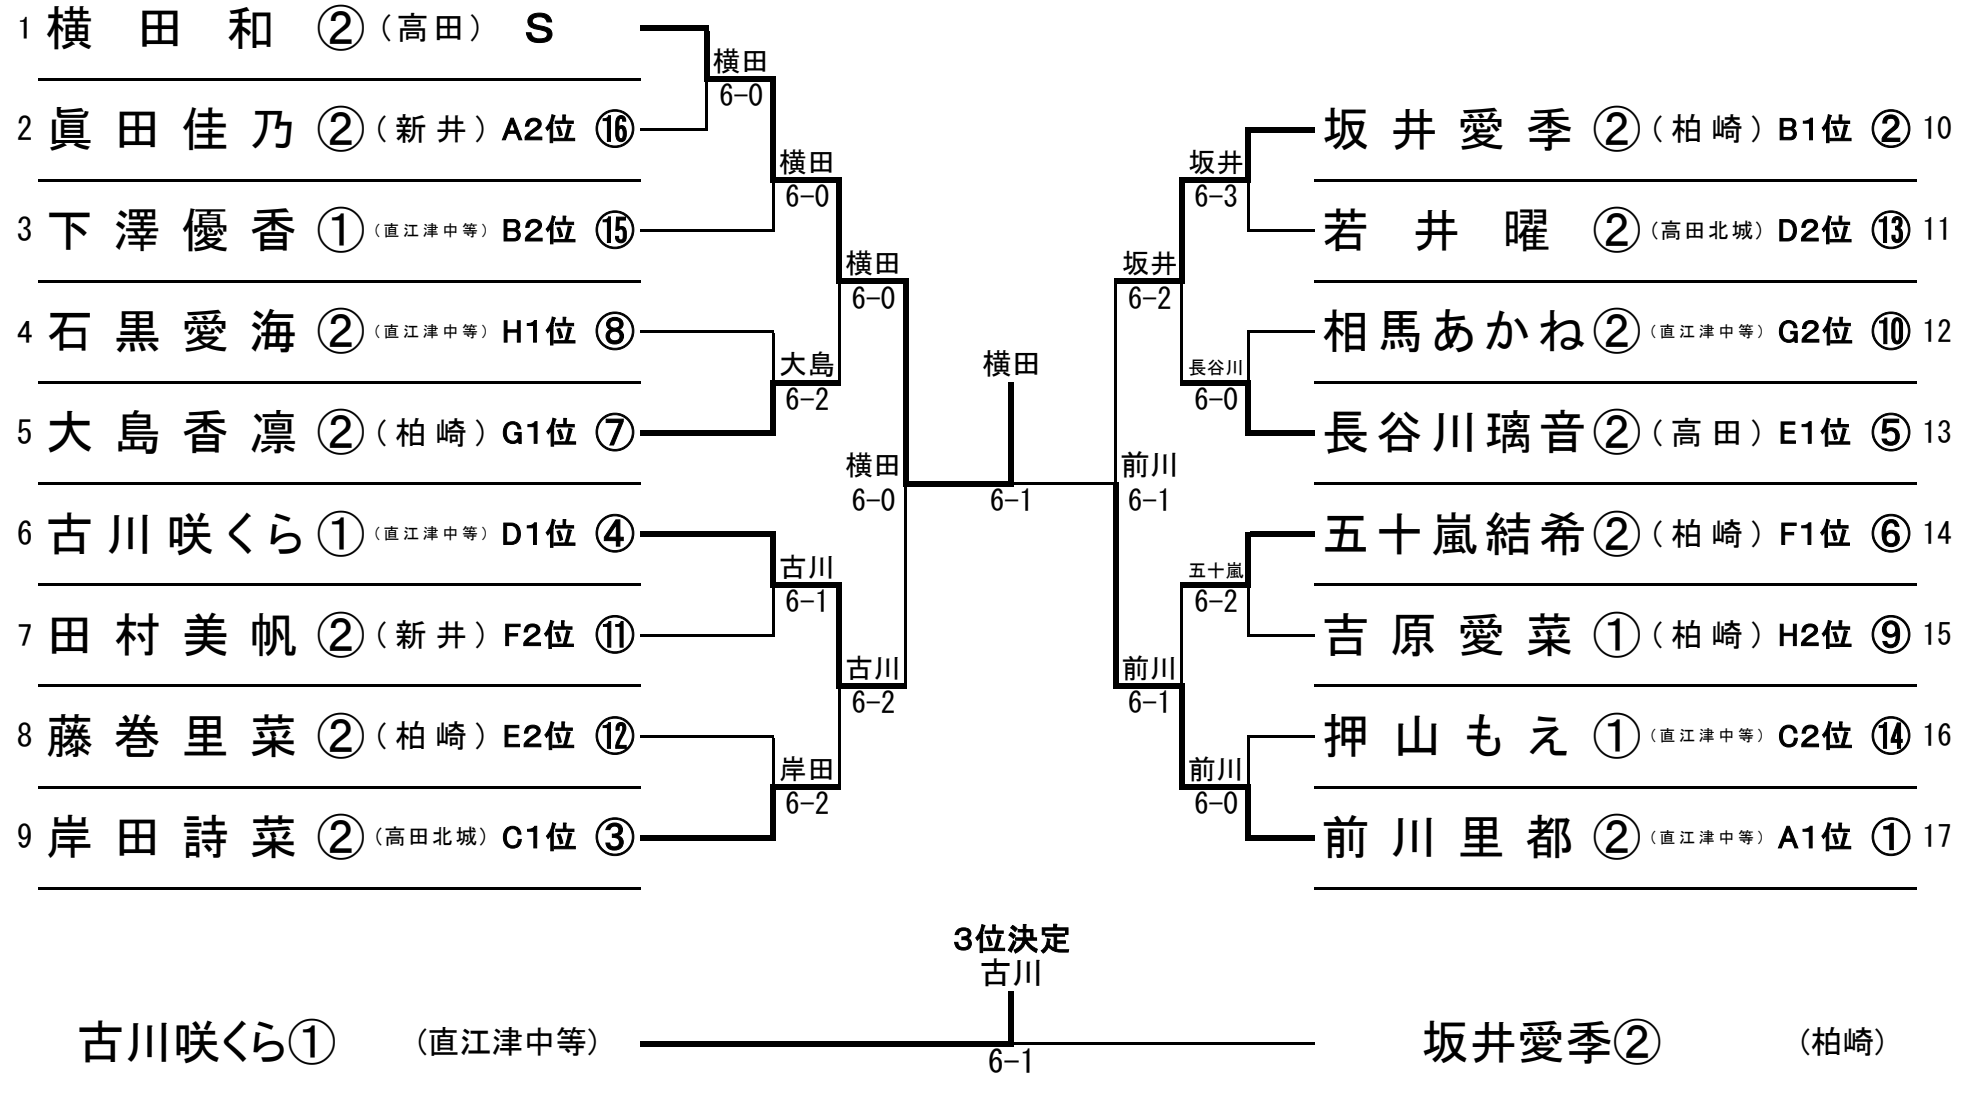 1 横田和 ② (高田) S
2 眞田佳乃 ② (新井) A2位 ⑯
3 下澤優香 ① (直江津中等) B2位 ⑮
4 石黒愛海 ② (直江津中等) H1位 ⑧
5 大島香凛 ② (柏崎) G1位 ⑦
6 古川咲くら ① (直江津中等) D1位 ④
7 田村美帆 ② (新井) F2位 ⑪
8 藤巻里菜 ② (柏崎) E2位 ⑫
9 岸田詩菜 ② (高田北城) C1位 ③
横田
6-0
横田
6-0
大島
6-2
古川
6-1
岸田
6-2
横田
6-0
古川
6-2
横田
6-0
横田
6-1
前川
6-1
坂井
6-2
前川
6-1
坂井
6-3
長谷川
6-0
五十嵐
6-2
前川
6-0
坂井愛季 ② (柏崎) B1位 ② 10
若井曜 ② (高田北城) D2位 ⑬ 11
相馬あかね ② (直江津中等) G2位 ⑩ 12
長谷川璃音 ② (高田) E1位 ⑤ 13
五十嵐結希 ② (柏崎) F1位 ⑥ 14
吉原愛菜 ① (柏崎) H2位 ⑨ 15
押山もえ ① (直江津中等) C2位 ⑭ 16
前川里都 ② (直江津中等) A1位 ① 17
3位決定
古川
古川咲くら① (直江津中等)
6-1
坂井愛季② (柏崎)